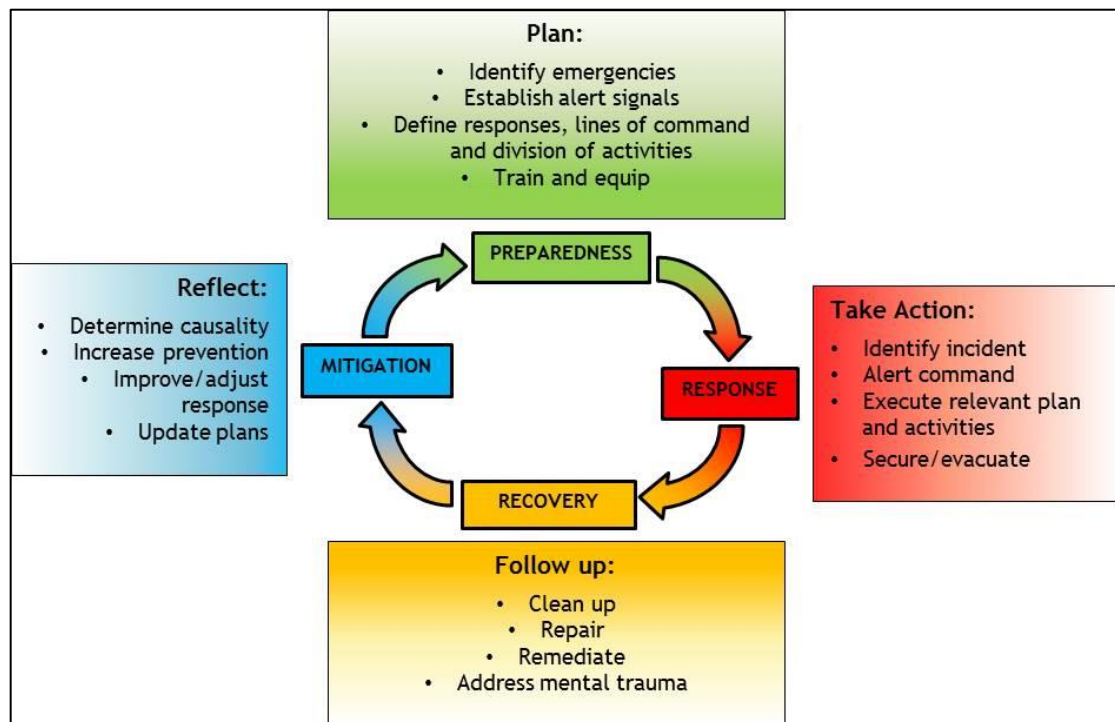 Plan:
• Identify emergencies
• Establish alert signals
• Define responses, lines of command
and division of activities
• Train and equip
PREPAREDNESS
Reflect:
• Determine causality
• Increase prevention
• Improve/adjust
response
• Update plans
MITIGATION
RESPONSE
Take Action:
• Identify incident
• Alert command
• Execute relevant plan
and activities
• Secure/evacuate
RECOVERY
Follow up:
• Clean up
• Repair
• Remediate
• Address mental trauma